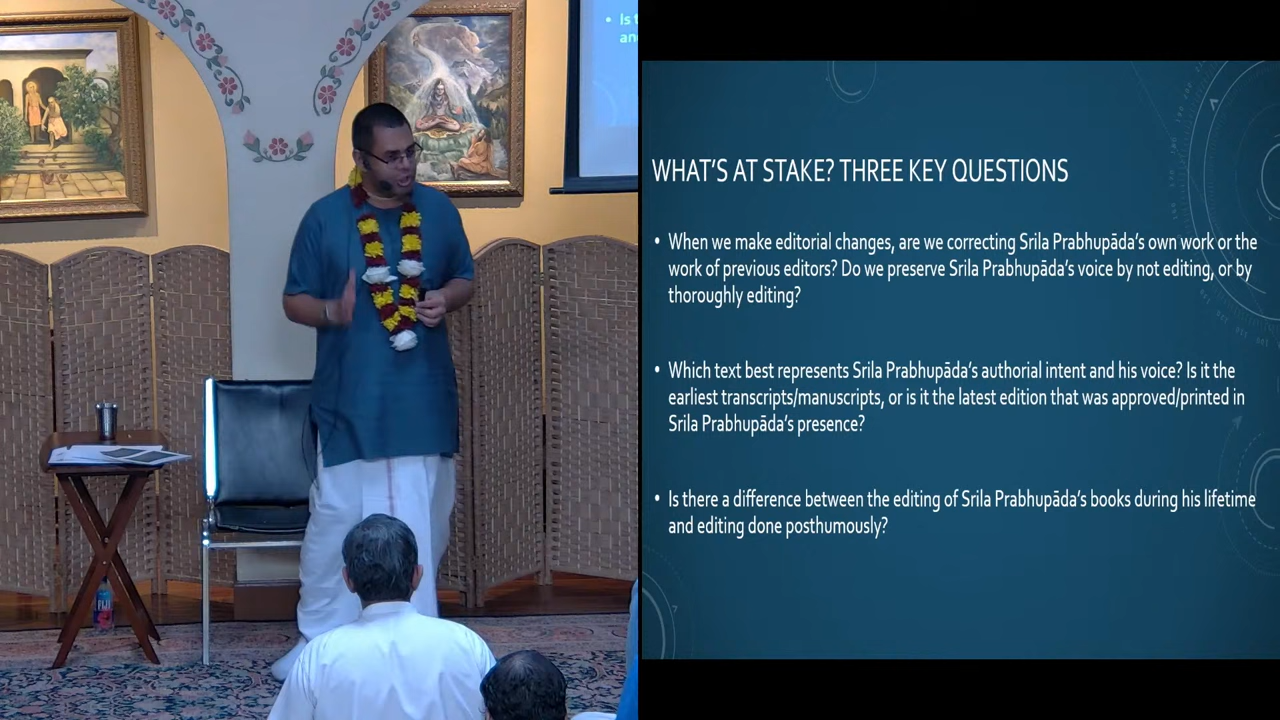 • Is t
an
WHAT'S AT STAKE? THREE KEY QUESTIONS
• When we make editorial changes, are we correcting Srila Prabhupāda's own work or the
work of previous editors? Do we preserve Srila Prabhupāda's voice by not editing, or by
thoroughly editing?
• Which text best represents Srila Prabhupāda's authorial intent and his voice? Is it the
earliest transcripts/manuscripts, or is it the latest edition that was approved/printed in
Srila Prabhupāda's presence?
• Is there a difference between the editing of Srila Prabhupāda's books during his lifetime
and editing done posthumously?
FIJI